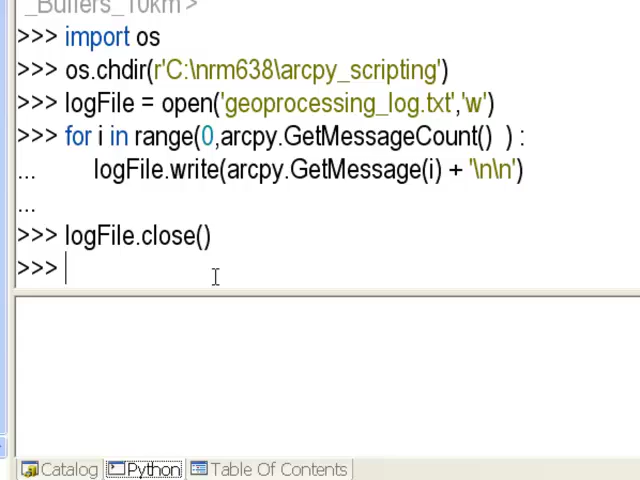 _Buffers_10km>
>>> import os
>>> os.chdir(r'C:\nrm638\arcpy_scripting')
>>> logFile = open('geoprocessing_log.txt','w')
>>> for i in range(0,arcpy.GetMessageCount()  ) :
...     logFile.write(arcpy.GetMessage(i) + '\n\n')
...
>>> logFile.close()
>>>
Catalog Python Table Of Contents